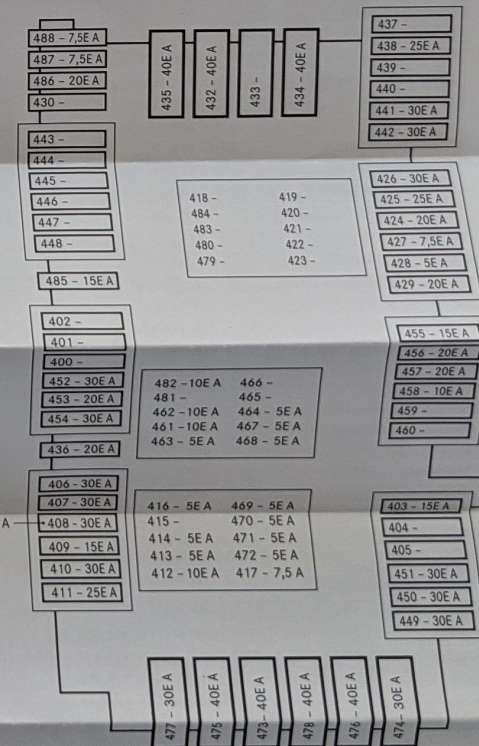 488 - 7,5E A
487 - 7,5E A
486 - 20E A
430 -
443 -
444 -
445 -
446 -
447 -
448 -
485 - 15E A
402 -
401 -
400 -
452 - 30E A
453 - 20E A
454 - 30E A
436 - 20E A
406 - 30E A
407 - 30E A
A
408 - 30E A
409 - 15E A
410 - 30E A
411 - 25E A
435 - 40E A
432 - 40E A
433 -
434 - 40E A
418 - 419 -
484 - 420 -
483 - 421 -
480 - 422 -
479 - 423 -
482 - 10E A 466 -
481 - 465 -
462 - 10E A 464 - 5E A
461 - 10E A 467 - 5E A
463 - 5E A 468 - 5E A
416 - 5E A 469 - 5E A
415 - 470 - 5E A
414 - 5E A 471 - 5E A
413 - 5E A 472 - 5E A
412 - 10E A 417 - 7,5 A
437 -
438 - 25E A
439 -
440 -
441 - 30E A
442 - 30E A
426 - 30E A
425 - 25E A
424 - 20E A
427 - 7,5E A
428 - 5E A
429 - 20E A
455 - 15E A
456 - 20E A
457 - 20E A
458 - 10E A
459 -
460 -
403 - 15E A
404 -
405 -
451 - 30E A
450 - 30E A
449 - 30E A
477 - 30E A
475 - 40E A
473 - 40E A
478 - 40E A
476 - 40E A
474 - 30E A